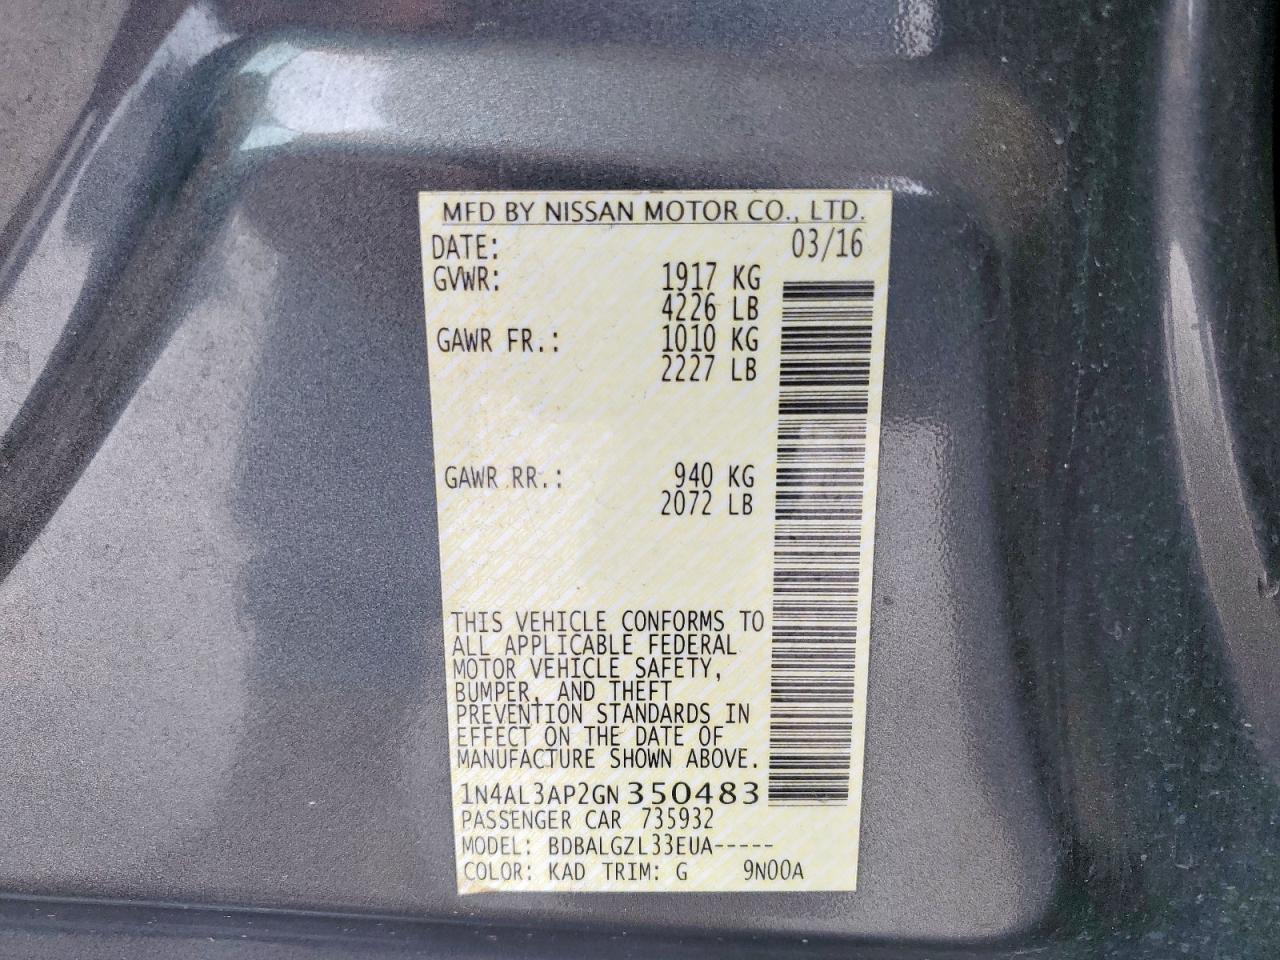 MFD BY NISSAN MOTOR CO., LTD.
DATE: 03/16
GVWR: 1917 KG
4226 LB
GAWR FR.: 1010 KG
2227 LB
GAWR RR.: 940 KG
2072 LB
THIS VEHICLE CONFORMS TO
ALL APPLICABLE FEDERAL
MOTOR VEHICLE SAFETY,
BUMPER, AND THEFT
PREVENTION STANDARDS IN
EFFECT ON THE DATE OF
MANUFACTURE SHOWN ABOVE.
1N4AL3AP2GN350483
PASSENGER CAR 735932
MODEL: BDBALGZL33EUA-----
COLOR: KAD TRIM: G 9N00A